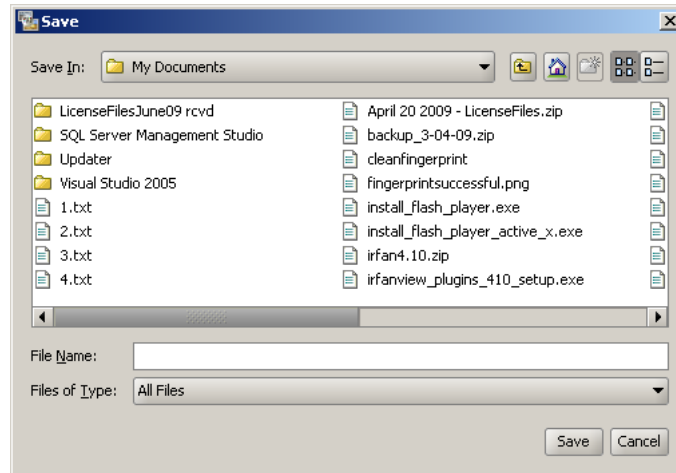 Save
Save In: My Documents
LicenseFilesJune09 rcvd
SQL Server Management Studio
Updater
Visual Studio 2005
1.txt
2.txt
3.txt
4.txt
April 20 2009 - LicenseFiles.zip
backup_3-04-09.zip
cleanfingerprint
fingerprintsuccessful.png
install_flash_player.exe
install_flash_player_active_x.exe
irfan4.10.zip
irfanview_plugins_410_setup.exe
File Name:
Files of Type: All Files
Save Cancel